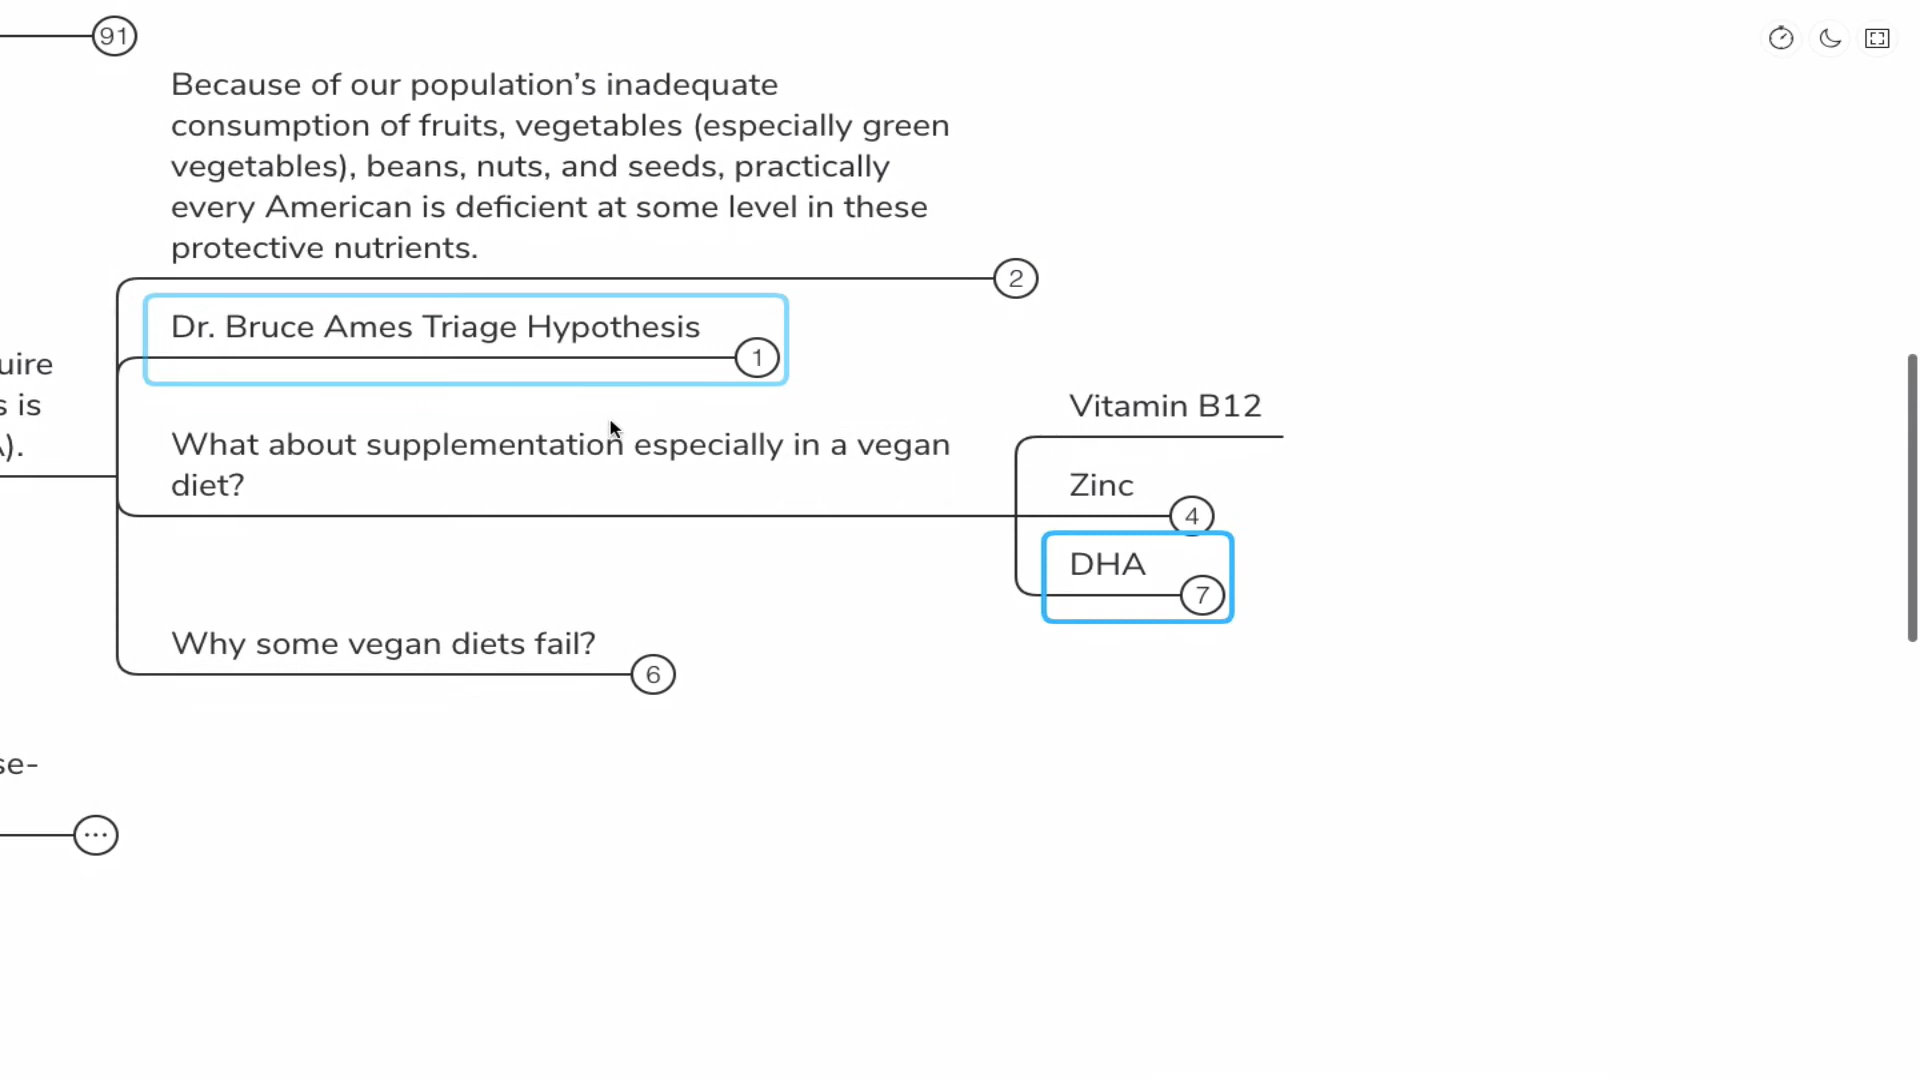 91
Because of our population’s inadequate
consumption of fruits, vegetables (especially green
vegetables), beans, nuts, and seeds, practically
every American is deficient at some level in these
protective nutrients.
2
Dr. Bruce Ames Triage Hypothesis
1
uire
s is
).
What about supplementation especially in a vegan
diet?
Vitamin B12
Zinc
4
DHA
7
Why some vegan diets fail?
6
se-
...